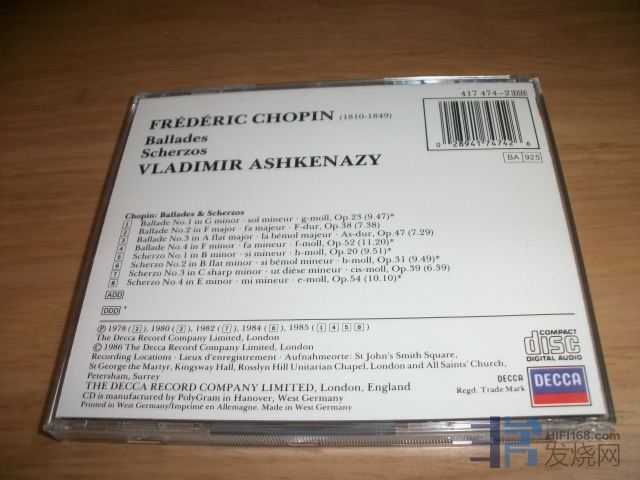 417 474-2 DH
FRÉDÉRIC CHOPIN (1810-1849)
Ballades
Scherzos
VLADIMIR ASHKENAZY
0 28941 74742 6
BA 925
Chopin: Ballades & Scherzos
1 Ballade No.1 in G minor · sol mineur · g-moll, Op.23 (9.47)*
2 Ballade No.2 in F major · fa majeur · F-dur, Op.38 (7.38)
3 Ballade No.3 in A flat major · la bémol majeur · As-dur, Op.47 (7.29)
4 Ballade No.4 in F minor · fa mineur · f-moll, Op.52 (11.20)*
5 Scherzo No.1 in B minor · si mineur · h-moll, Op.20 (9.51)*
6 Scherzo No.2 in B flat minor · si bémol mineur · b-moll, Op.31 (9.49)*
7 Scherzo No.3 in C sharp minor · ut dièse mineur · cis-moll, Op.39 (6.39)
8 Scherzo No.4 in E minor · mi mineur · e-moll, Op.54 (10.10)*
ADD
DDD *
℗ 1978 (2), 1980 (3), 1982 (7), 1984 (6), 1985 (1 4 5 8)
The Decca Record Company Limited, London
© 1986 The Decca Record Company Limited, London
Recording Locations · Lieux d'enregistrement · Aufnahmeorte: St John's Smith Square,
St George the Martyr, Kingsway Hall, Rosslyn Hill Unitarian Chapel, London and All Saints' Church,
Petersham, Surrey
THE DECCA RECORD COMPANY LIMITED, London, England
CD is manufactured by PolyGram in Hanover, West Germany
Printed in West Germany/Imprimé en Allemagne. Made in West Germany
COMPACT
disc
DIGITAL AUDIO
DECCA
Regd. Trade Mark
DECCA
HIFI168.com
发烧网